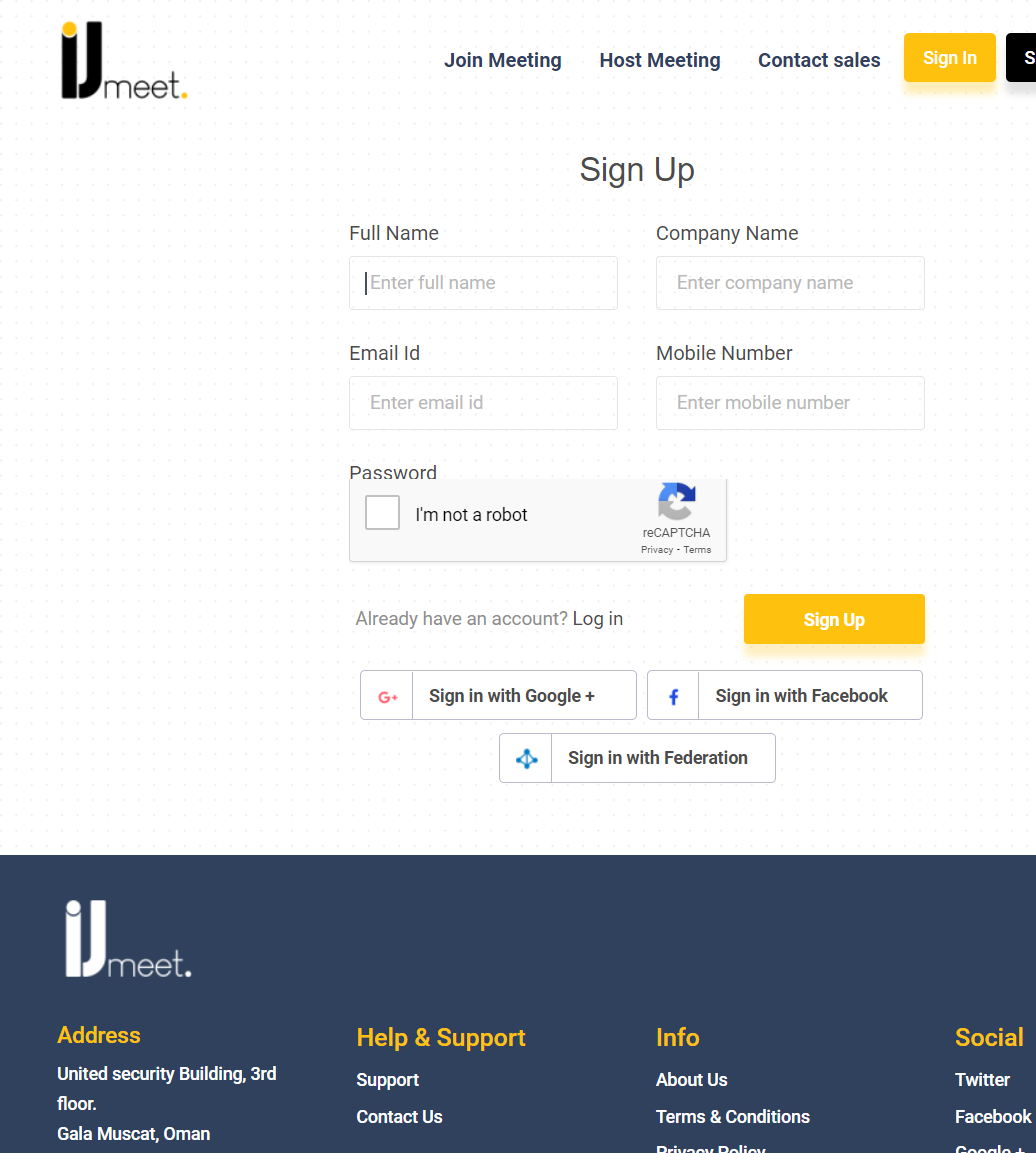 iJmeet.
Join Meeting
Host Meeting
Contact sales
Sign In
S
Sign Up
Full Name
Company Name
Enter full name
Enter company name
Email Id
Mobile Number
Enter email id
Enter mobile number
Password
I'm not a robot
reCAPTCHA
Privacy - Terms
Already have an account? Log in
Sign Up
G+ Sign in with Google +
f Sign in with Facebook
Sign in with Federation
iJmeet.
Address
United security Building, 3rd
floor.
Gala Muscat, Oman
Help & Support
Support
Contact Us
Info
About Us
Terms & Conditions
Privacy Policy
Social
Twitter
Facebook
Google +